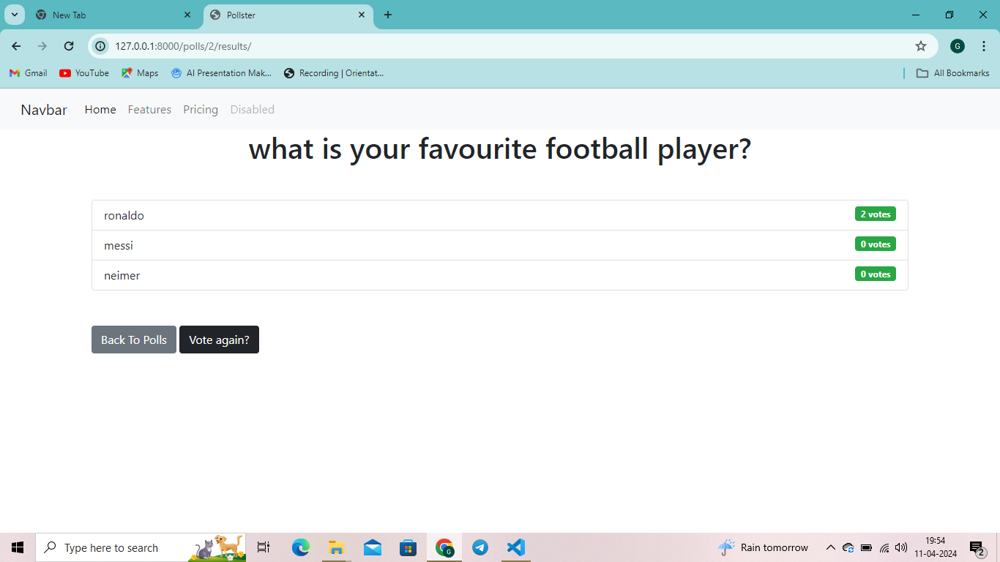 New Tab
Pollster
127.0.0.1:8000/polls/2/results/
G
Gmail
YouTube
Maps
AI Presentation Mak...
Recording | Orientat...
All Bookmarks
Navbar
Home
Features
Pricing
Disabled
what is your favourite football player?
ronaldo
2 votes
messi
0 votes
neimer
0 votes
Back To Polls
Vote again?
Type here to search
G
Rain tomorrow
19:54
11-04-2024
2